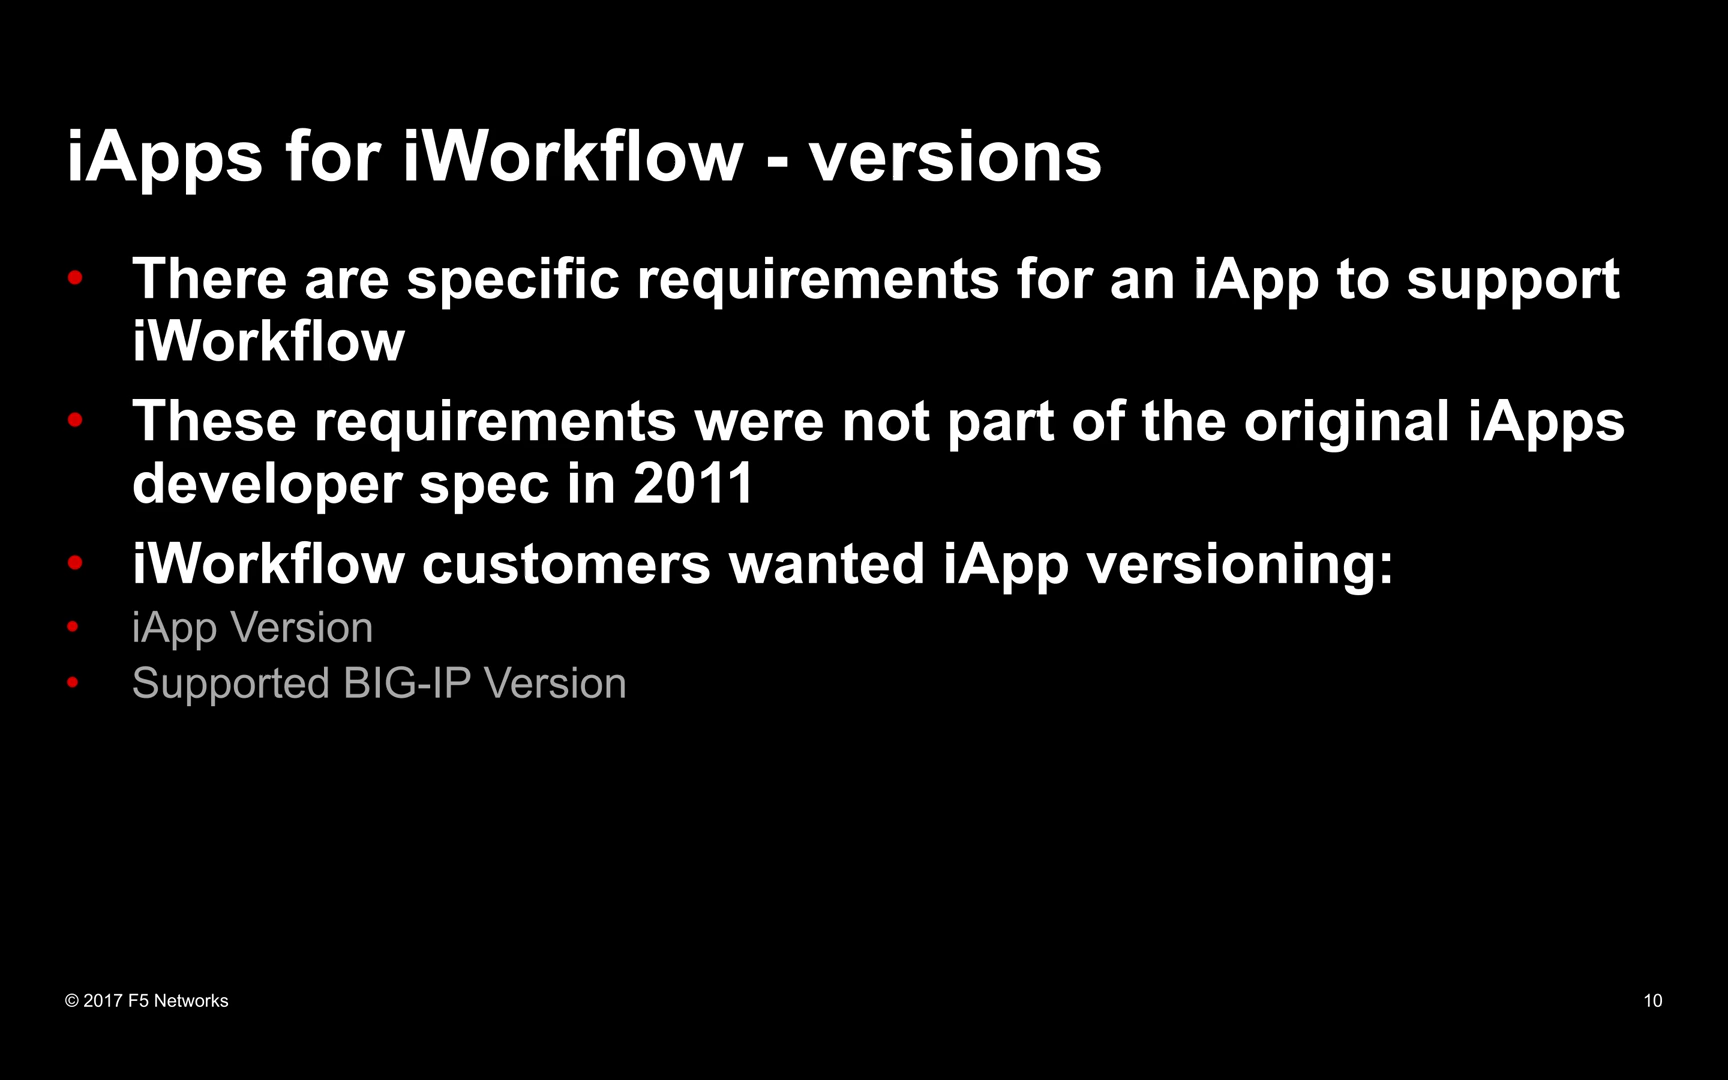 iApps for iWorkflow - versions
• There are specific requirements for an iApp to support
iWorkflow
• These requirements were not part of the original iApps
developer spec in 2011
• iWorkflow customers wanted iApp versioning:
• iApp Version
• Supported BIG-IP Version
© 2017 F5 Networks
10